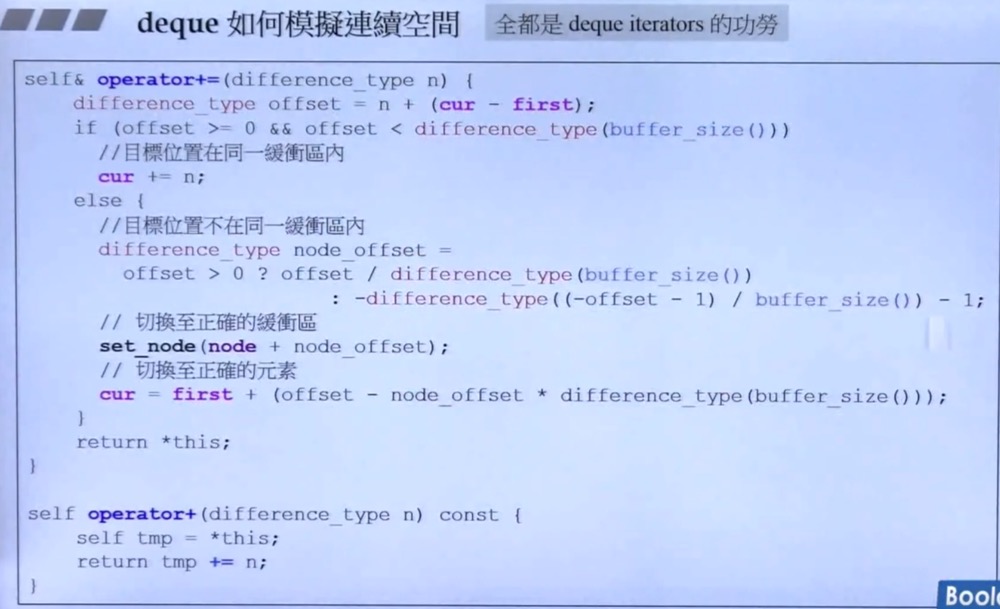 deque 如何模擬連續空間 全都是 deque iterators 的功勞
self& operator+=(difference_type n) {
difference_type offset = n + (cur - first);
if (offset >= 0 && offset < difference_type(buffer_size()))
//目標位置在同一緩衝區內
cur += n;
else {
//目標位置不在同一緩衝區內
difference_type node_offset =
offset > 0 ? offset / difference_type(buffer_size())
: -difference_type((-offset - 1) / buffer_size()) - 1;
// 切換至正確的緩衝區
set_node(node + node_offset);
// 切換至正確的元素
cur = first + (offset - node_offset * difference_type(buffer_size()));
}
return *this;
}
self operator+(difference_type n) const {
self tmp = *this;
return tmp += n;
}